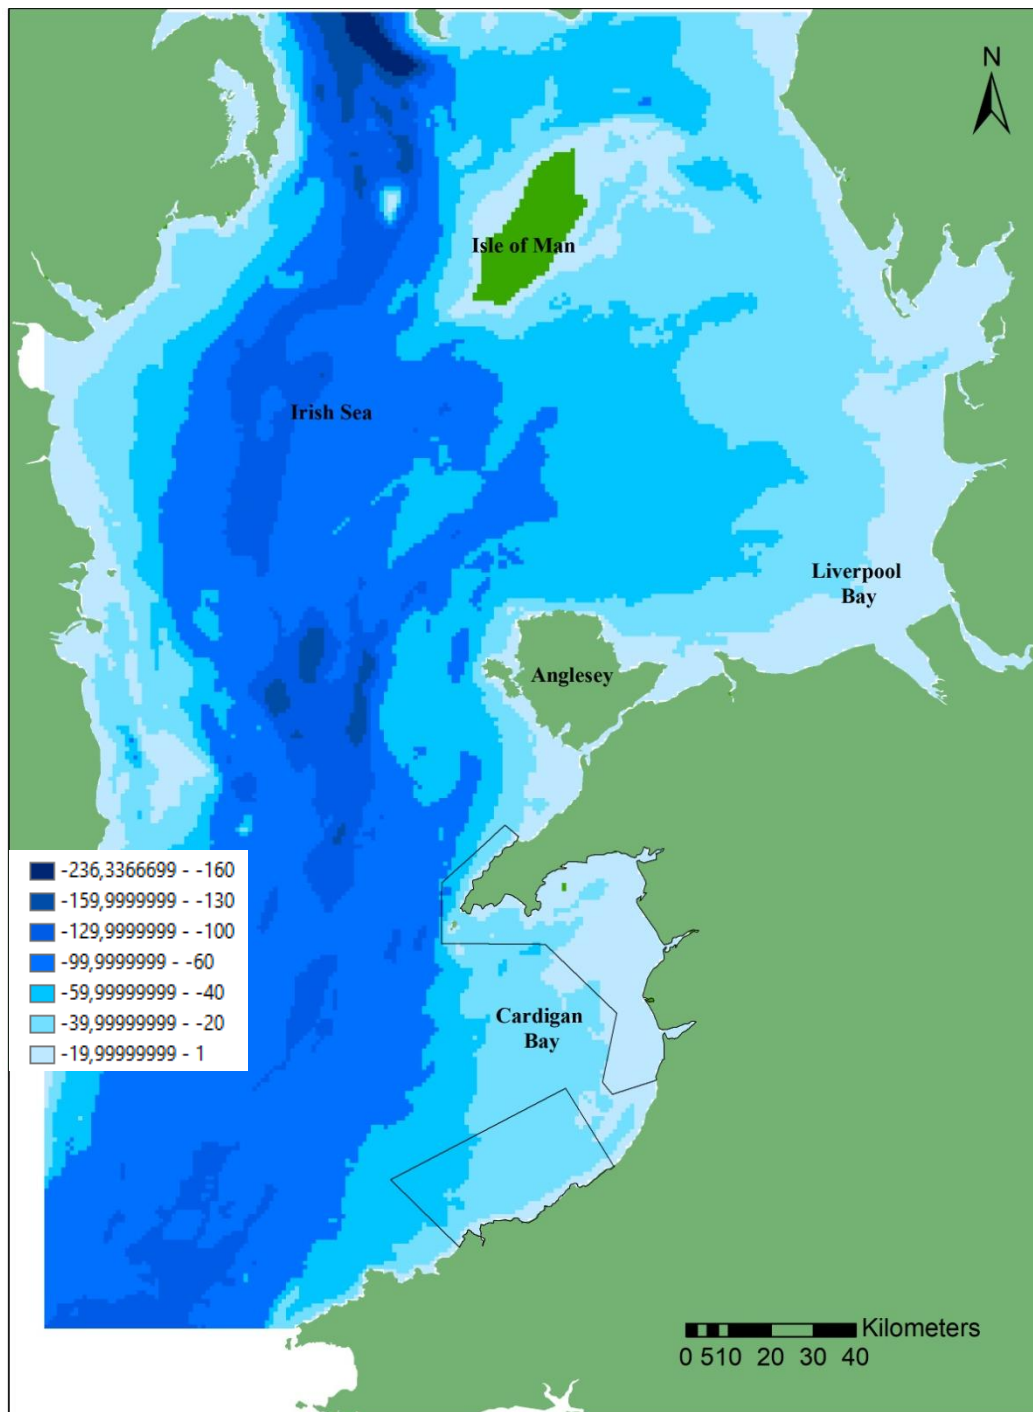 N
Isle of Man
Irish Sea
Liverpool
Bay
Anglesey
-236,3366699 - -160
-159,9999999 - -130
-129,9999999 - -100
-99,9999999 - -60
-59,99999999 - -40
-39,99999999 - -20
-19,99999999 - 1
Cardigan
Bay
Kilometers
0 510 20 30 40